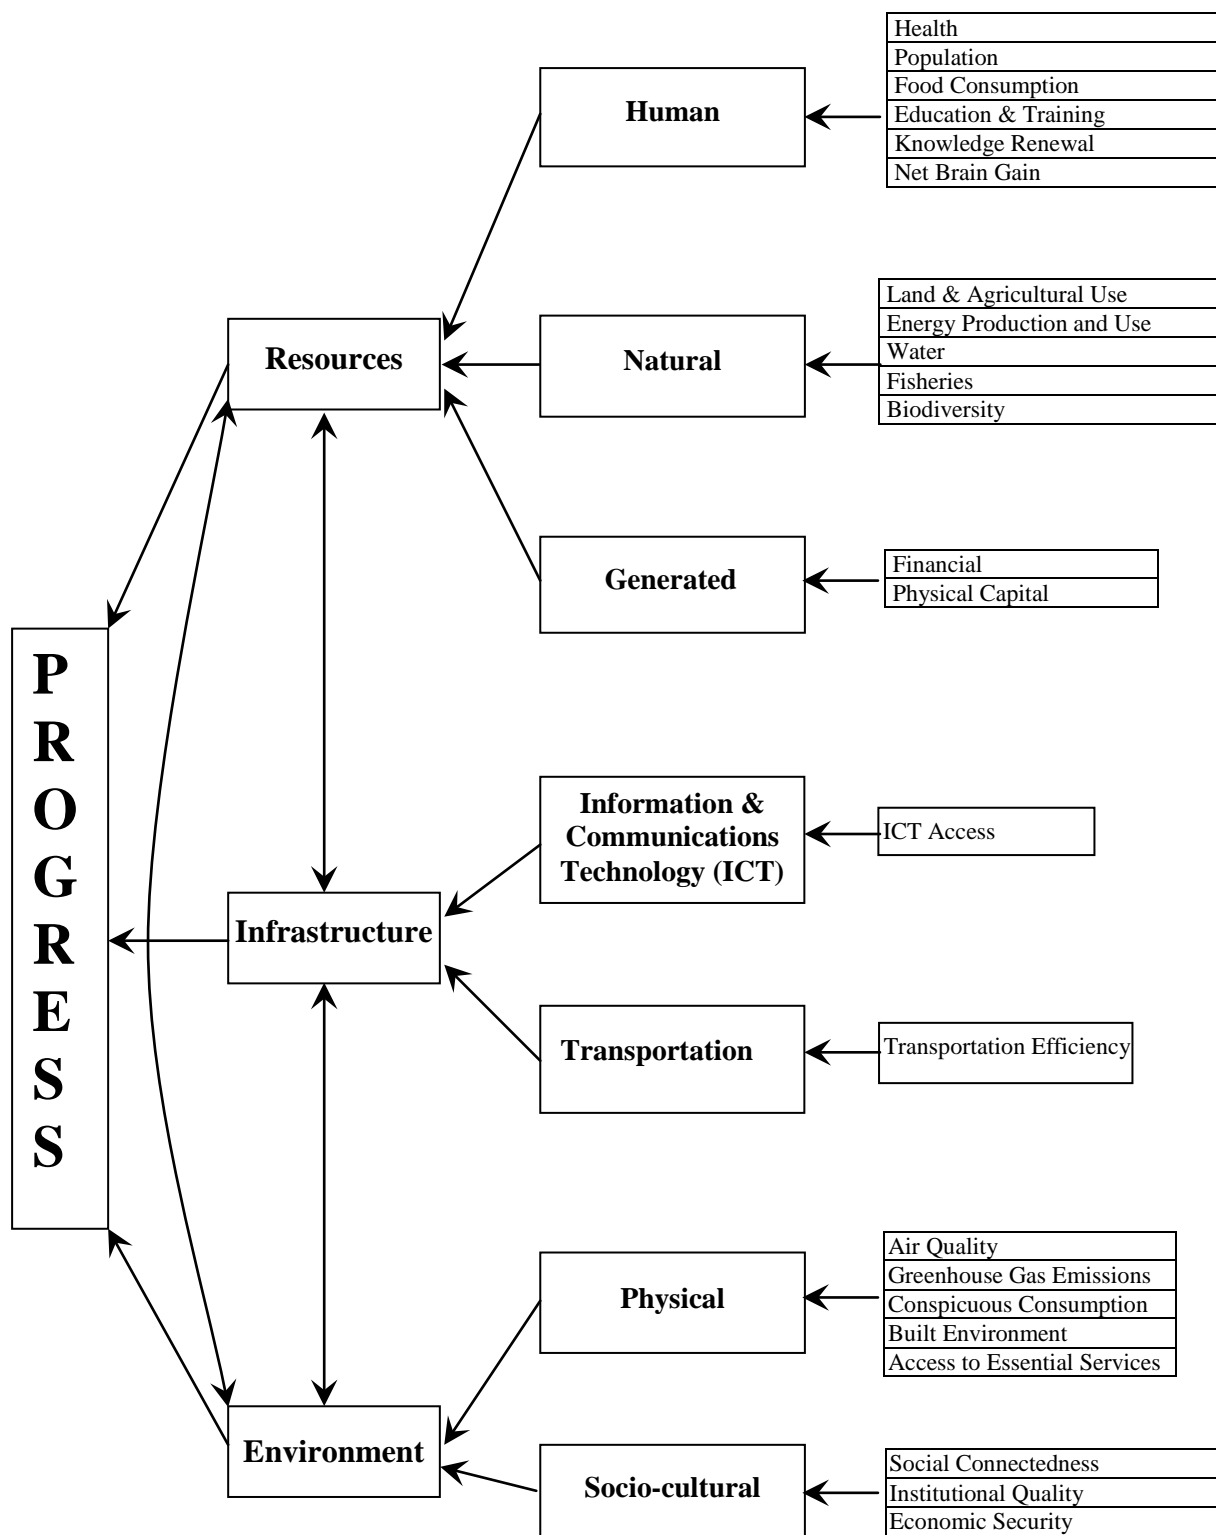 Health
Population
Food Consumption
Education & Training
Knowledge Renewal
Net Brain Gain
Human
Land & Agricultural Use
Energy Production and Use
Water
Fisheries
Biodiversity
Resources
Natural
Financial
Physical Capital
Generated
PROGRESS
Information &
Communications
Technology (ICT)
ICT Access
Infrastructure
Transportation
Transportation Efficiency
Air Quality
Greenhouse Gas Emissions
Conspicuous Consumption
Built Environment
Access to Essential Services
Physical
Environment
Socio-cultural
Social Connectedness
Institutional Quality
Economic Security